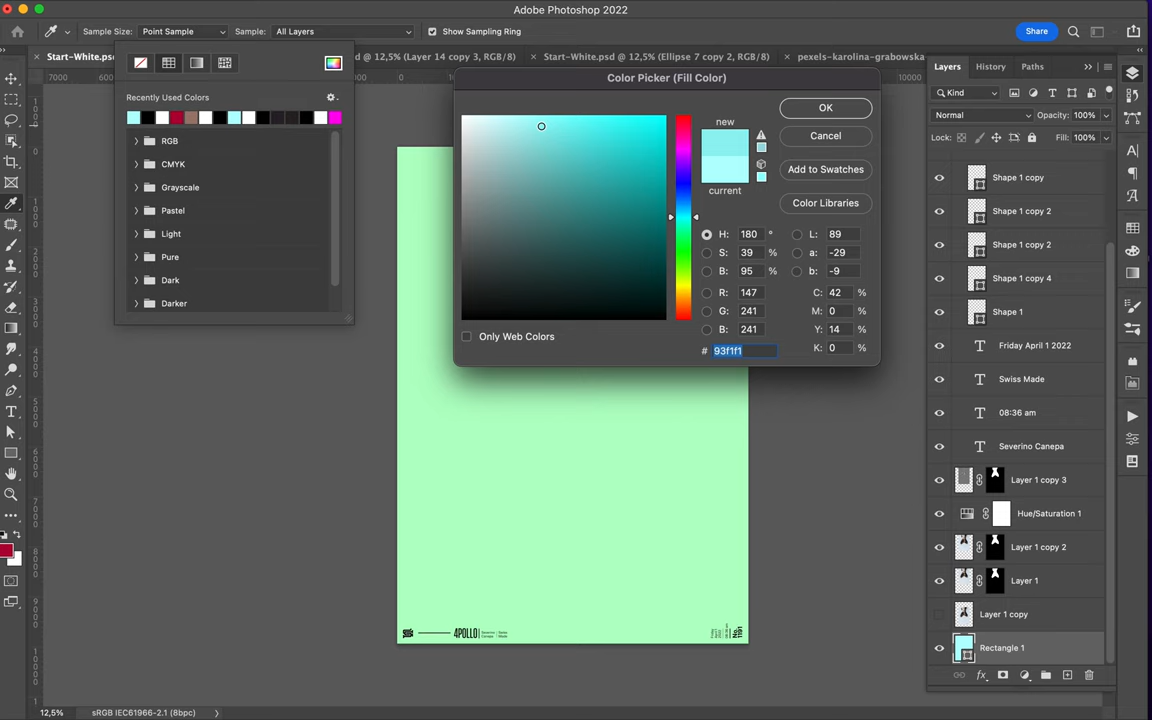 Adobe Photoshop 2022
Sample Size: Point Sample Sample: All Layers Show Sampling Ring Share
Start-White.psd
d @ 12,5% (Layer 14 copy 3, RGB/8)
Start-White.psd @ 12,5% (Ellipse 7 copy 2, RGB/8)
pexels-karolina-grabowska-
7000 8000 0 10000
Recently Used Colors
RGB
CMYK
Grayscale
Pastel
Light
Pure
Dark
Darker
Color Picker (Fill Color)
new
current
OK
Cancel
Add to Swatches
Color Libraries
H: 180 ° L: 89
S: 39 % a: -29
B: 95 % b: -9
R: 147 C: 42 %
G: 241 M: 0 %
B: 241 Y: 14 %
K: 0 %
# 93f1f1
Only Web Colors
4POLLO
Layers History Paths
Kind
Normal Opacity: 100%
Lock: Fill: 100%
Shape 1 copy
Shape 1 copy 2
Shape 1 copy 2
Shape 1 copy 4
Shape 1
Friday April 1 2022
Swiss Made
08:36 am
Severino Canepa
Layer 1 copy 3
Hue/Saturation 1
Layer 1 copy 2
Layer 1
Layer 1 copy
Rectangle 1
12,5% sRGB IEC61966-2.1 (8bpc)